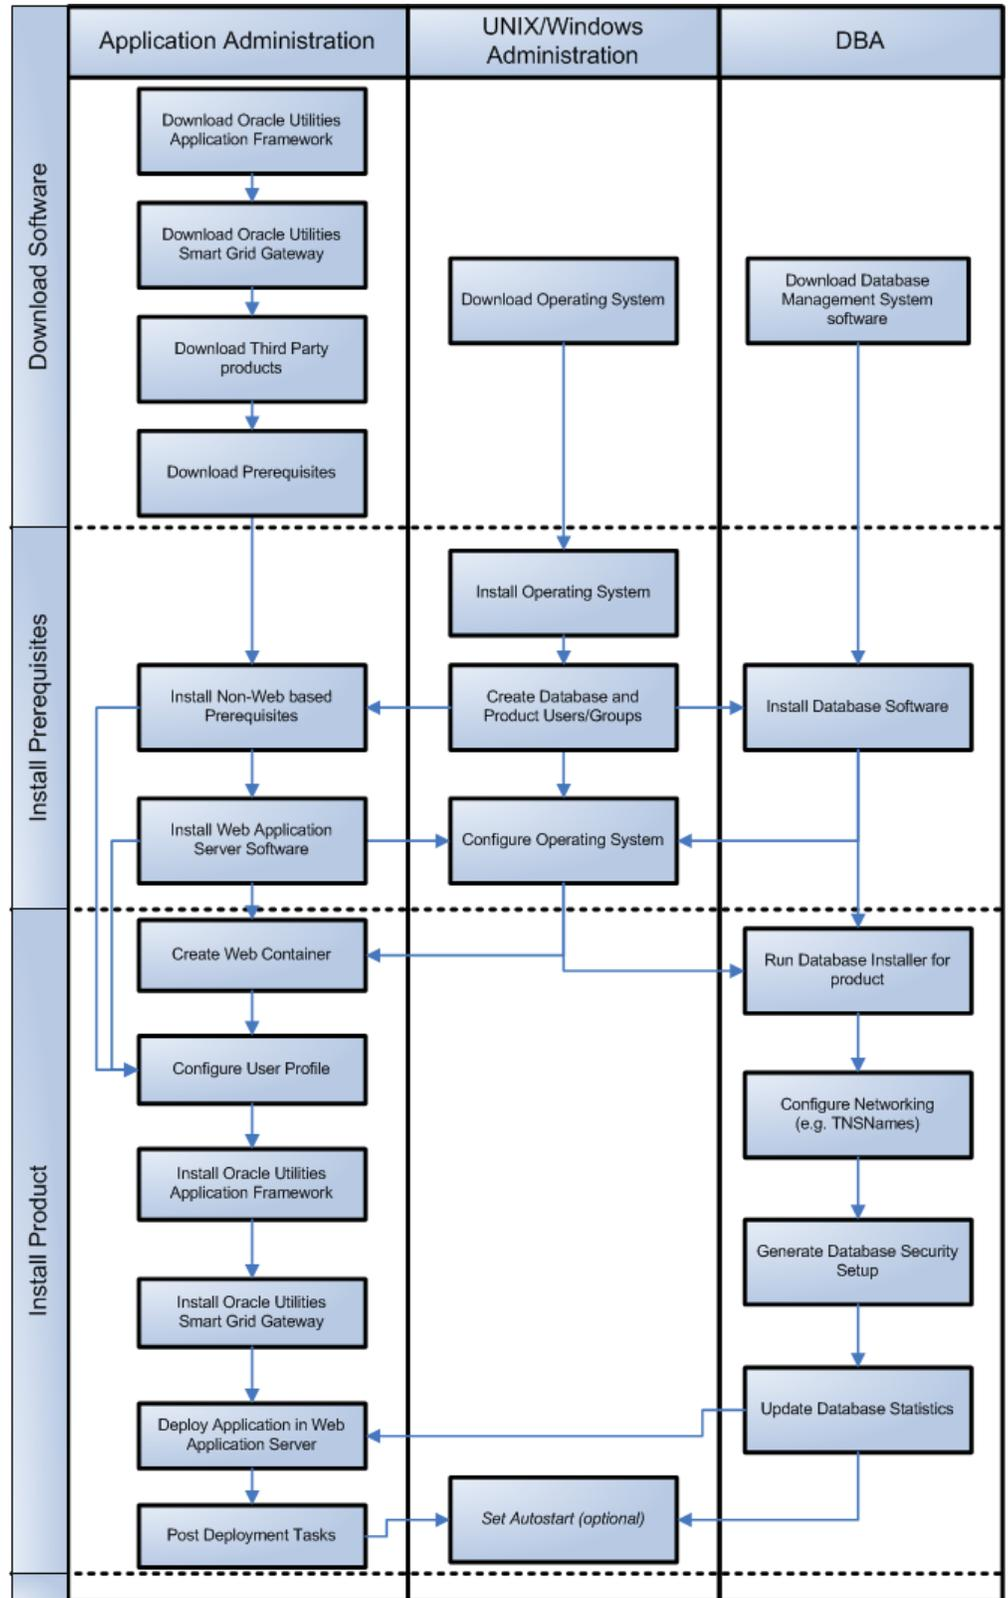 Application Administration
UNIX/Windows
Administration
DBA
Download Software
Download Oracle Utilities
Application Framework
Download Oracle Utilities
Smart Grid Gateway
Download Third Party
products
Download Prerequisites
Download Operating System
Download Database
Management System
software
Install Prerequisites
Install Operating System
Install Non-Web based
Prerequisites
Create Database and
Product Users/Groups
Install Database Software
Install Web Application
Server Software
Configure Operating System
Install Product
Create Web Container
Run Database Installer for
product
Configure User Profile
Configure Networking
(e.g. TNSNames)
Install Oracle Utilities
Application Framework
Generate Database Security
Setup
Install Oracle Utilities
Smart Grid Gateway
Update Database Statistics
Deploy Application in Web
Application Server
Post Deployment Tasks
Set Autostart (optional)